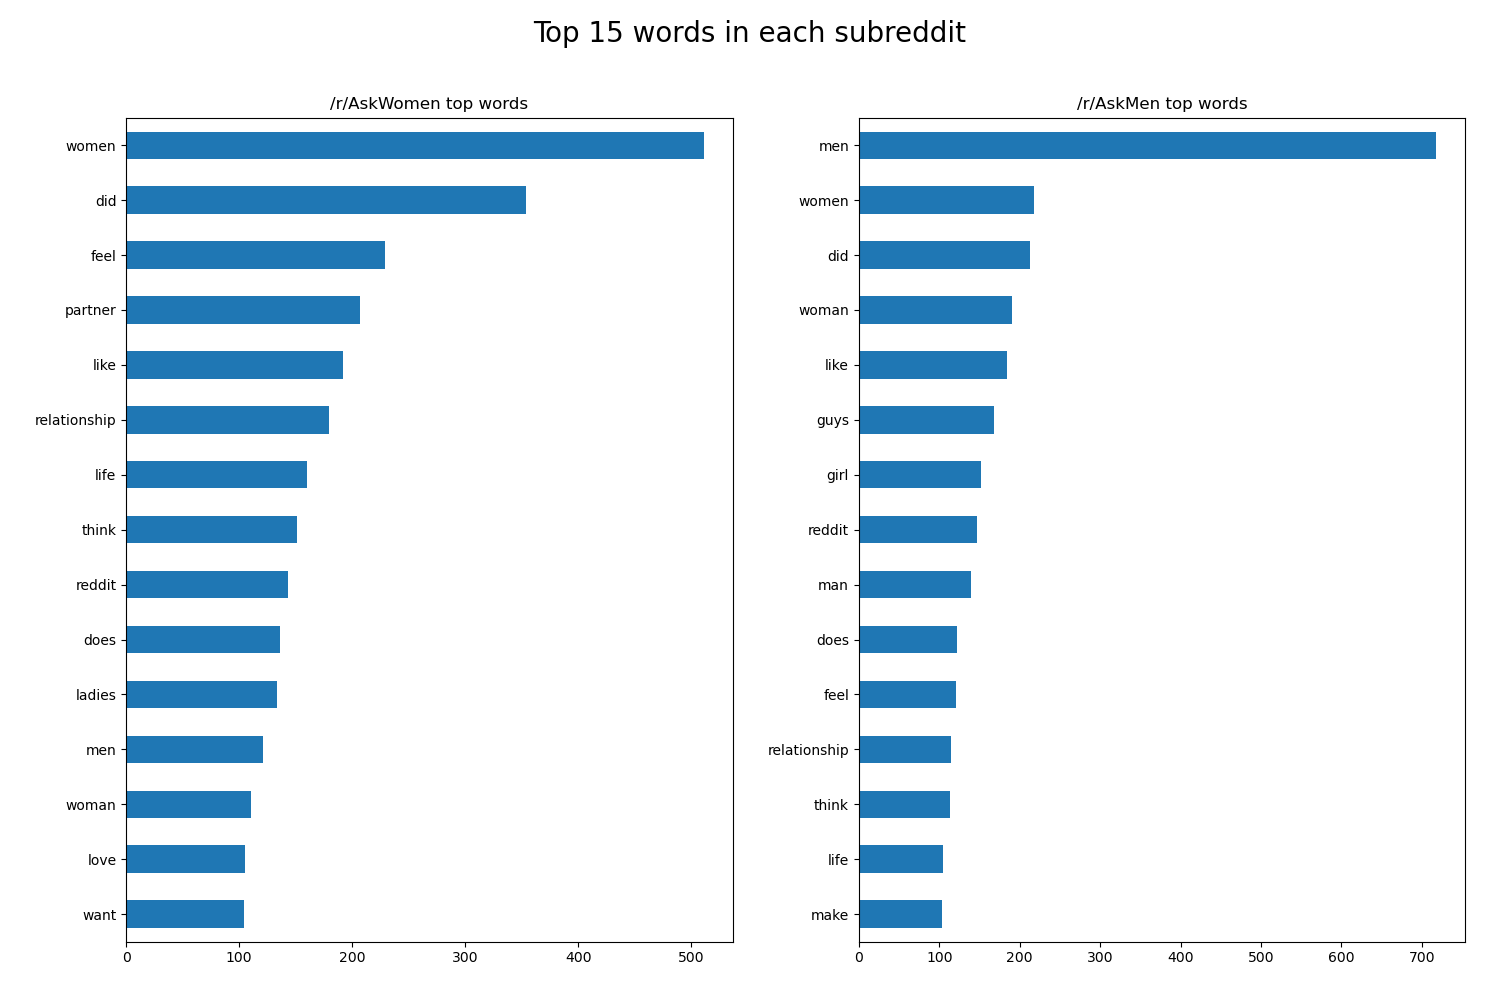 Top 15 words in each subreddit
/r/AskWomen top words
women
did
feel
partner
like
relationship
life
think
reddit
does
ladies
men
woman
love
want
0 100 200 300 400 500
/r/AskMen top words
men
women
did
woman
like
guys
girl
reddit
man
does
feel
relationship
think
life
make
0 100 200 300 400 500 600 700